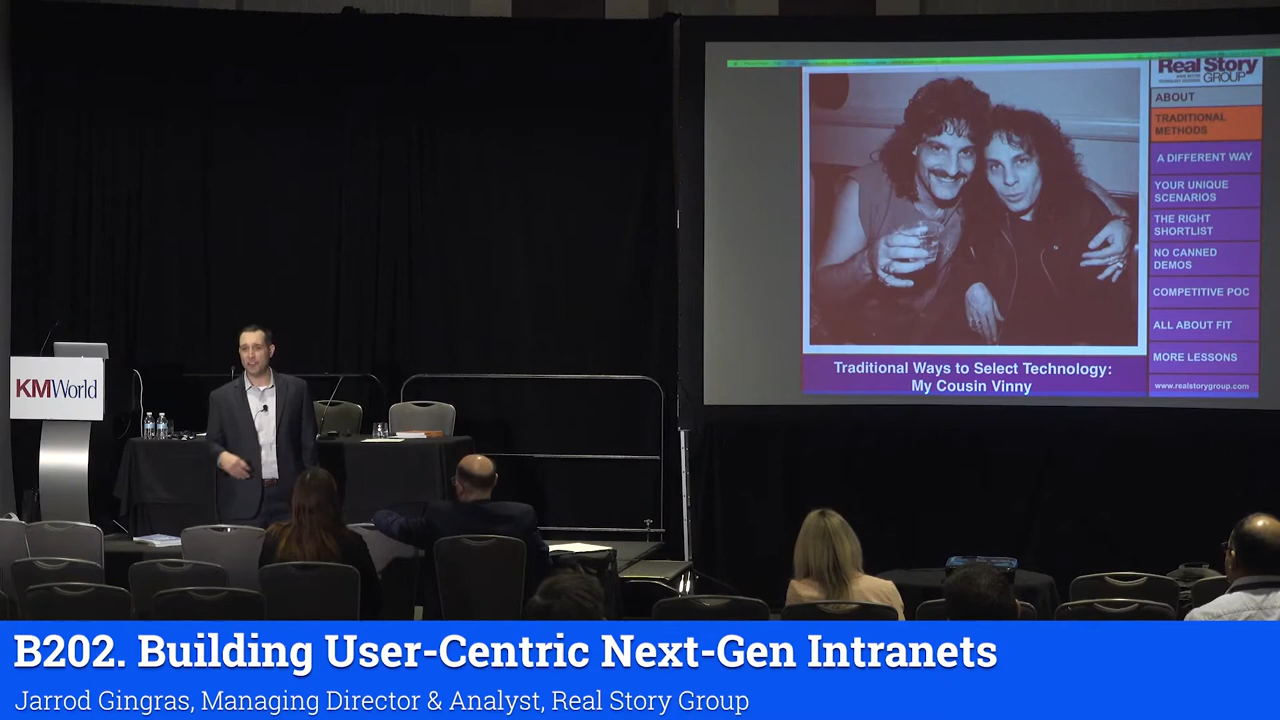 Real Story
GROUP
ABOUT
TRADITIONAL
METHODS
A DIFFERENT WAY
YOUR UNIQUE
SCENARIOS
THE RIGHT
SHORTLIST
NO CANNED
DEMOS
COMPETITIVE POC
ALL ABOUT FIT
MORE LESSONS
www.realstorygroup.com
Traditional Ways to Select Technology:
My Cousin Vinny
KMWorld
B202. Building User-Centric Next-Gen Intranets
Jarrod Gingras, Managing Director & Analyst, Real Story Group